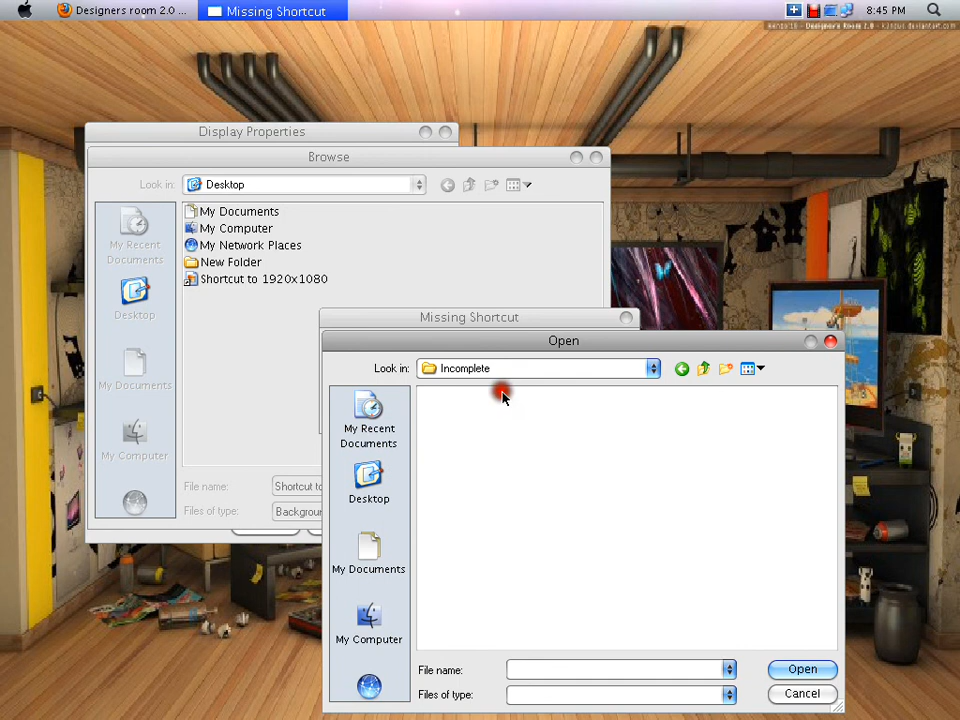 Designers room 2.0 ...
Missing Shortcut
8:45 PM
Display Properties
Browse
Look in:
Desktop
My Documents
My Computer
My Network Places
New Folder
Shortcut to 1920x1080
My Recent
Documents
Desktop
My Documents
My Computer
File name:
Shortcut to
Files of type:
Backgrou
Missing Shortcut
Open
Look in:
Incomplete
My Recent
Documents
Desktop
My Documents
My Computer
File name:
Open
Files of type:
Cancel